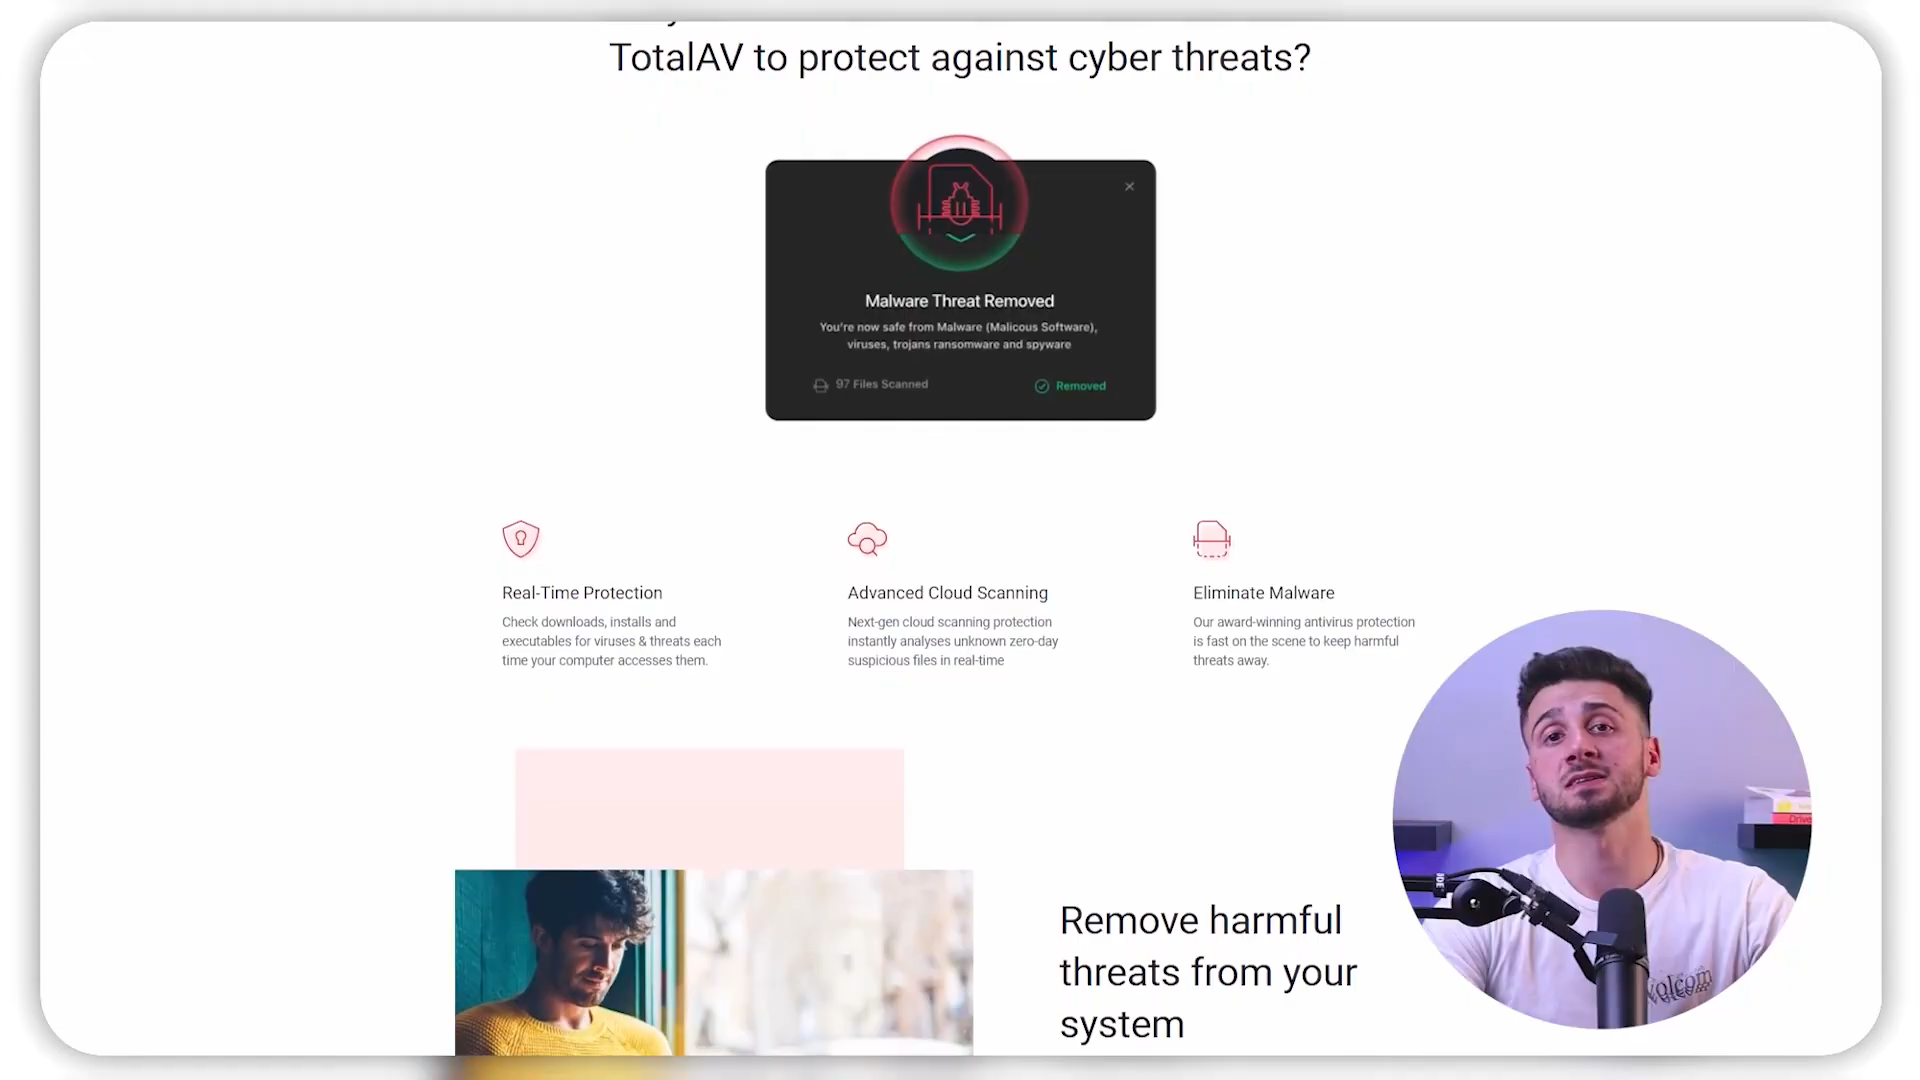 TotalAV to protect against cyber threats?
Malware Threat Removed
You're now safe from Malware (Malicous Software),
viruses, trojans ransomware and spyware
97 Files Scanned
Removed
Real-Time Protection
Check downloads, installs and
executables for viruses & threats each
time your computer accesses them.
Advanced Cloud Scanning
Next-gen cloud scanning protection
instantly analyses unknown zero-day
suspicious files in real-time
Eliminate Malware
Our award-winning antivirus protection
is fast on the scene to keep harmful
threats away.
Remove harmful
threats from your
system
Drive
Volcom